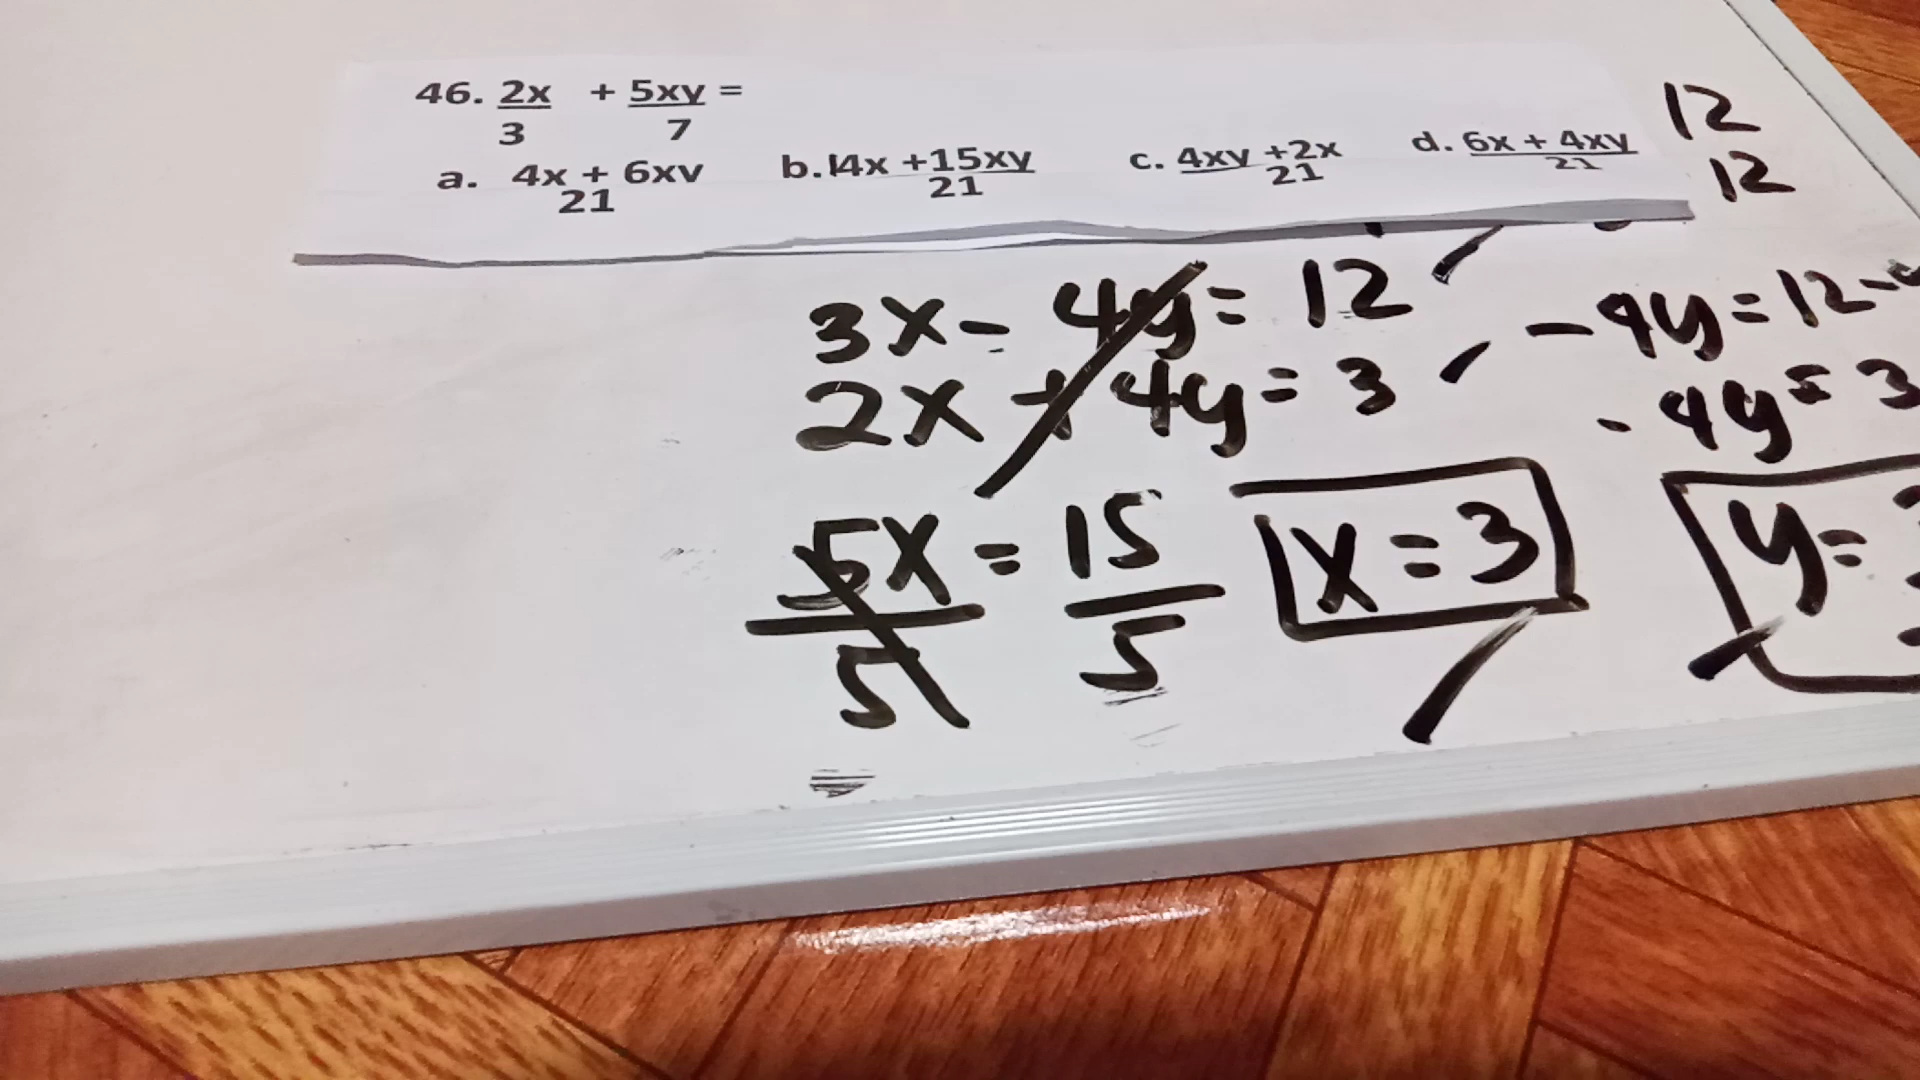 46. 2x + 5xy =
3 7
a. 4x + 6xy b. 14x +15xy c. 4xy +2x d. 6x + 4xy
21 21 21 21
12
12
3x - 4y = 12
2x + 4y = 3
5x = 15
5 5
x = 3
-4y = 12-
-4y = 3
y =